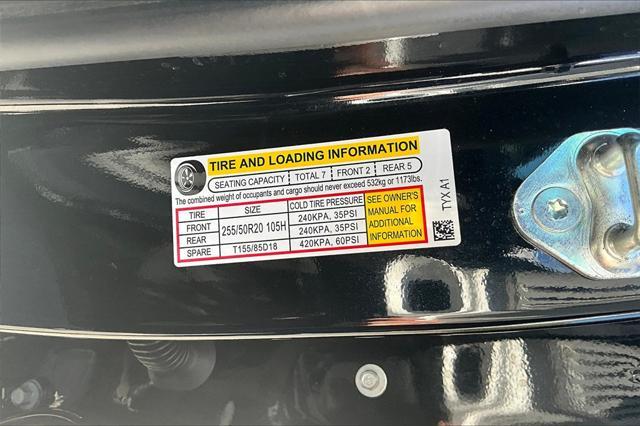 TIRE AND LOADING INFORMATION
SEATING CAPACITY TOTAL 7 FRONT 2 REAR 5
The combined weight of occupants and cargo should never exceed 532kg or 1173lbs.
TIRE SIZE COLD TIRE PRESSURE
FRONT 255/50R20 105H 240KPA, 35PSI
REAR 240KPA, 35PSI
SPARE T155/85D18 420KPA, 60PSI
SEE OWNER'S
MANUAL FOR
ADDITIONAL
INFORMATION
TYX A1